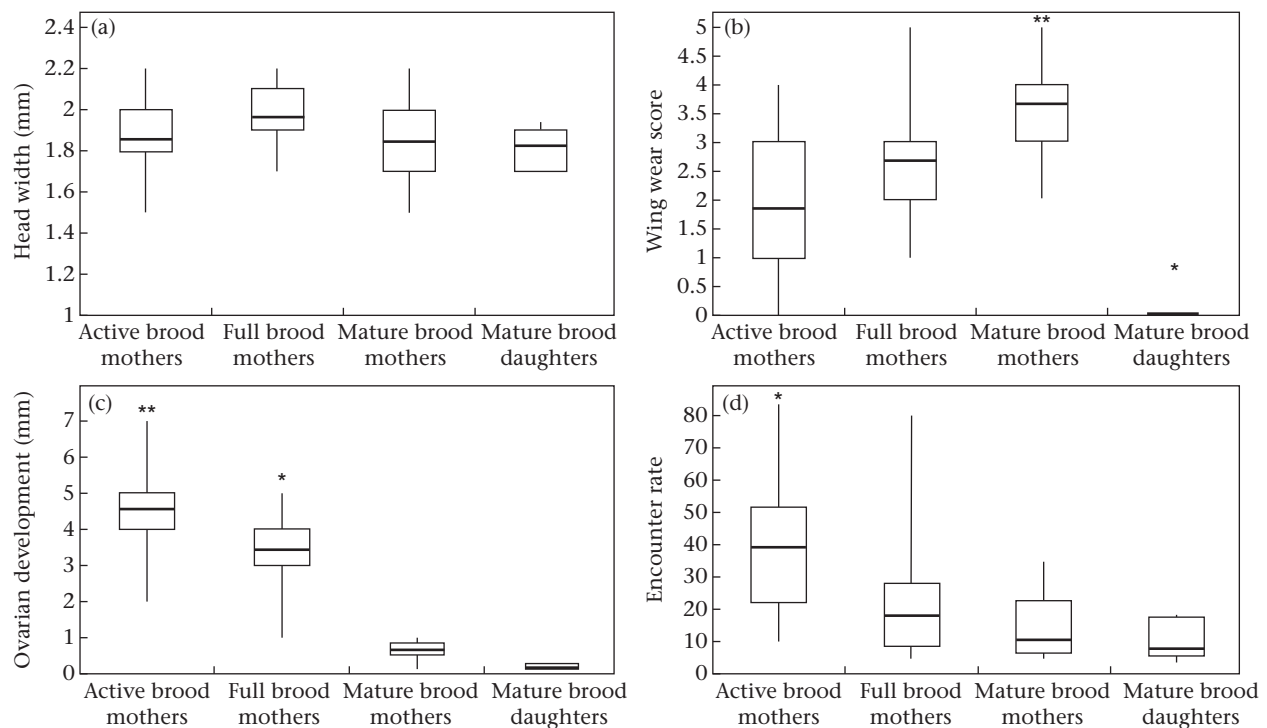 (a)
Head width (mm)
2.4
2.2
2
1.8
1.6
1.4
1.2
1
Active brood
mothers
Full brood
mothers
Mature brood
mothers
Mature brood
daughters
(b)
Wing wear score
5
4.5
4
3.5
3
2.5
2
1.5
1
0.5
0
**
*
Active brood
mothers
Full brood
mothers
Mature brood
mothers
Mature brood
daughters
(c)
Ovarian development (mm)
7
6
5
4
3
2
1
0
**
*
Active brood
mothers
Full brood
mothers
Mature brood
mothers
Mature brood
daughters
(d)
Encounter rate
80
70
60
50
40
30
20
10
0
*
Active brood
mothers
Full brood
mothers
Mature brood
mothers
Mature brood
daughters